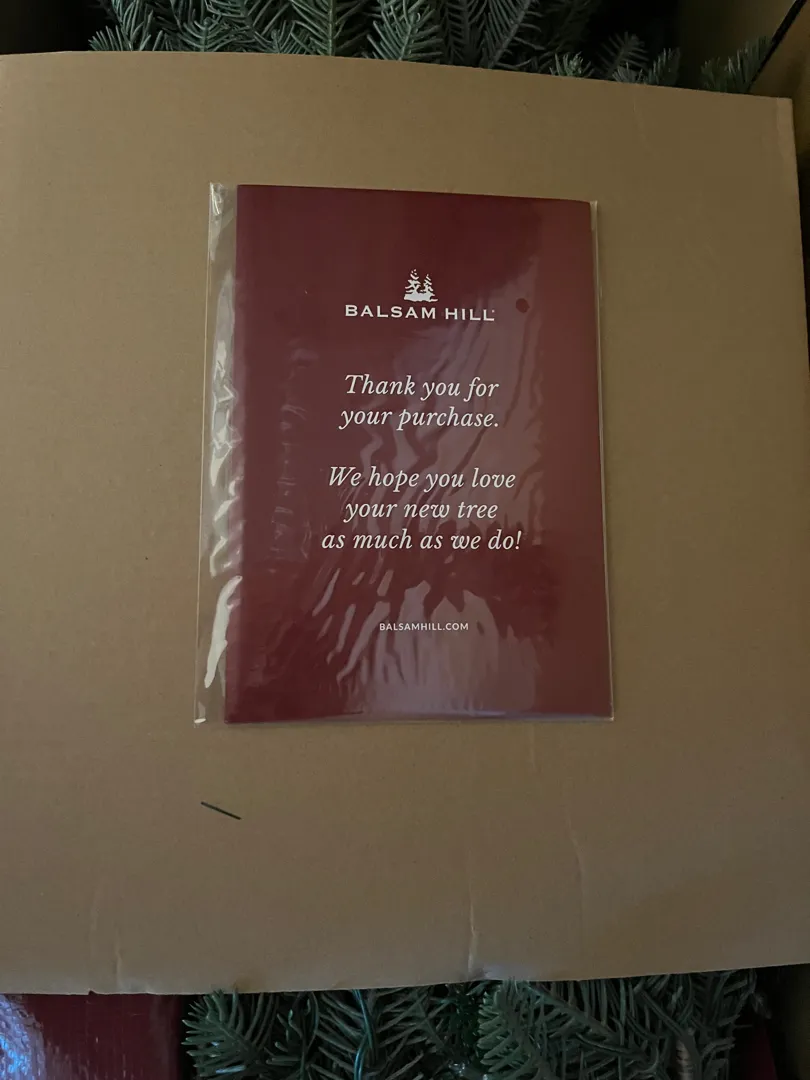 BALSAM HILL
Thank you for
your purchase.
We hope you love
your new tree
as much as we do!
BALSAMHILL.COM